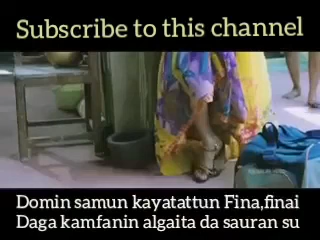 Subscribe to this channel
Domin samun kayatattun Fina,finai
Daga kamfanin algaita da sauran su